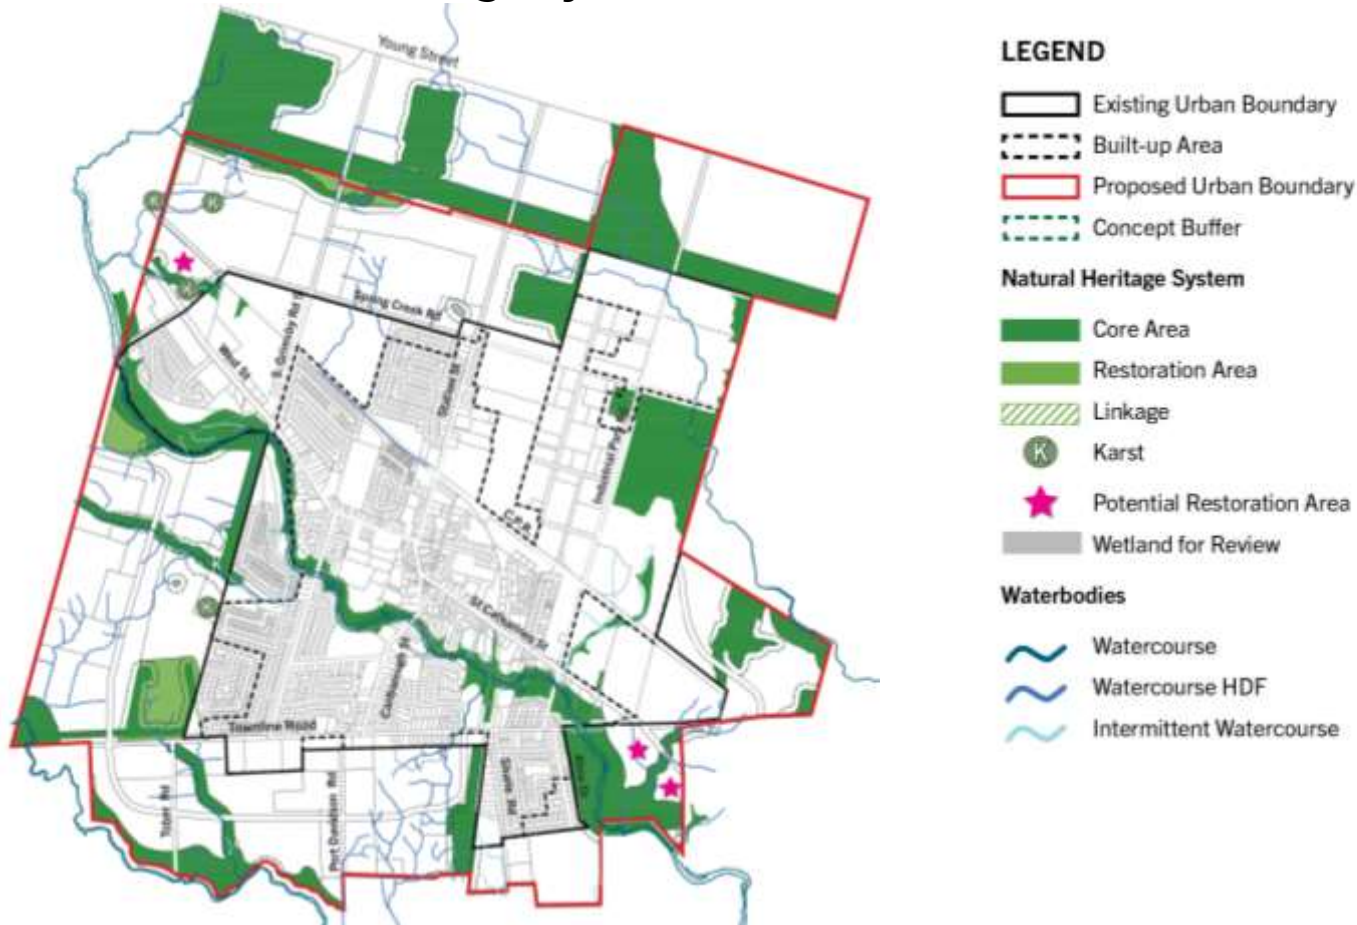 Young Street
LEGEND
Existing Urban Boundary
Built-up Area
Proposed Urban Boundary
Concept Buffer
Natural Heritage System
Core Area
Restoration Area
Linkage
K
Karst
Potential Restoration Area
Wetland for Review
Waterbodies
Watercourse
Watercourse HDF
Intermittent Watercourse
K
K
K
Spring Creek Rd
S. Grimsby Rd
West St
Station St
Industrial
C.P.R.
K
St Catharines St
Townline Road
Port Davidson Rd